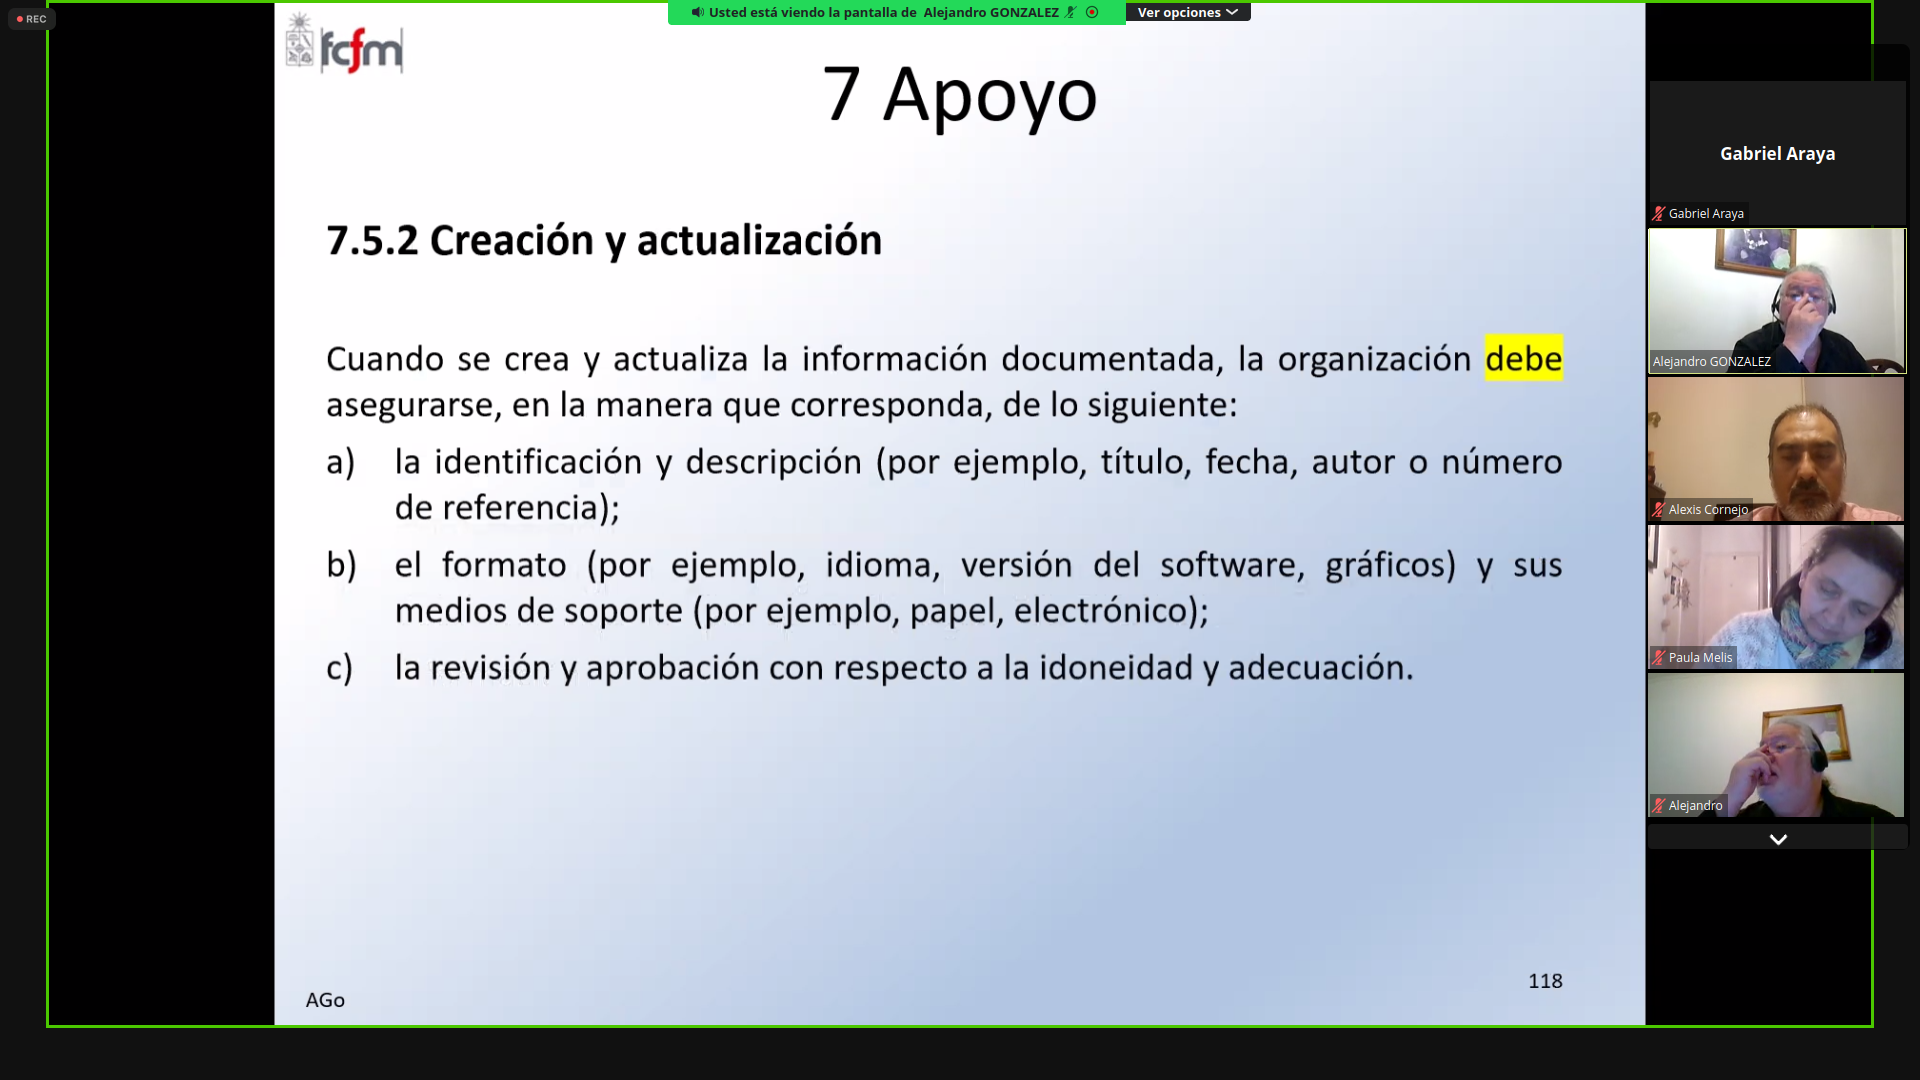 REC
Usted está viendo la pantalla de Alejandro GONZALEZ
Ver opciones
fcfm
7 Apoyo
7.5.2 Creación y actualización
Cuando se crea y actualiza la información documentada, la organización debe
asegurarse, en la manera que corresponda, de lo siguiente:
a) la identificación y descripción (por ejemplo, título, fecha, autor o número
de referencia);
b) el formato (por ejemplo, idioma, versión del software, gráficos) y sus
medios de soporte (por ejemplo, papel, electrónico);
c) la revisión y aprobación con respecto a la idoneidad y adecuación.
AGo
118
Gabriel Araya
Gabriel Araya
Alejandro GONZALEZ
Alexis Cornejo
Paula Melis
Alejandro